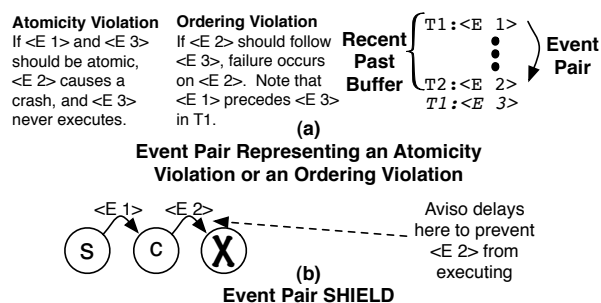 Atomicity Violation
If <E 1> and <E 3>
should be atomic,
<E 2> causes a
crash, and <E 3>
never executes.
Ordering Violation
If <E 2> should follow
<E 3>, failure occurs
on <E 2>.  Note that
<E 1> precedes <E 3>
in T1.
Recent
Past
Buffer
T1:<E 1>
T2:<E 2>
T1:<E 3>
Event
Pair
(a)
Event Pair Representing an Atomicity
Violation or an Ordering Violation
<E 1>
<E 2>
S
C
X
Aviso delays
here to prevent
<E 2> from
executing
(b)
Event Pair SHIELD